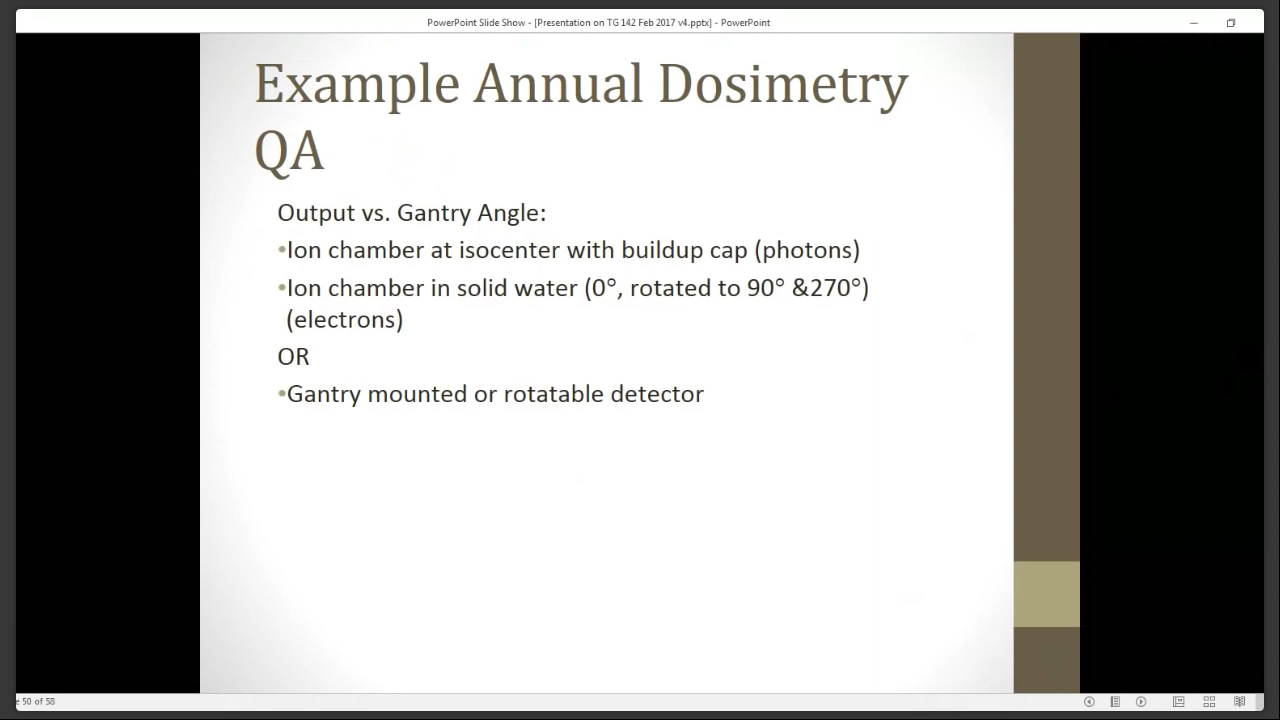 PowerPoint Slide Show - [Presentation on TG 142 Feb 2017 v4.pptx] - PowerPoint
Example Annual Dosimetry
QA
Output vs. Gantry Angle:
•Ion chamber at isocenter with buildup cap (photons)
•Ion chamber in solid water (0°, rotated to 90° &270°)
(electrons)
OR
•Gantry mounted or rotatable detector
e 50 of 58